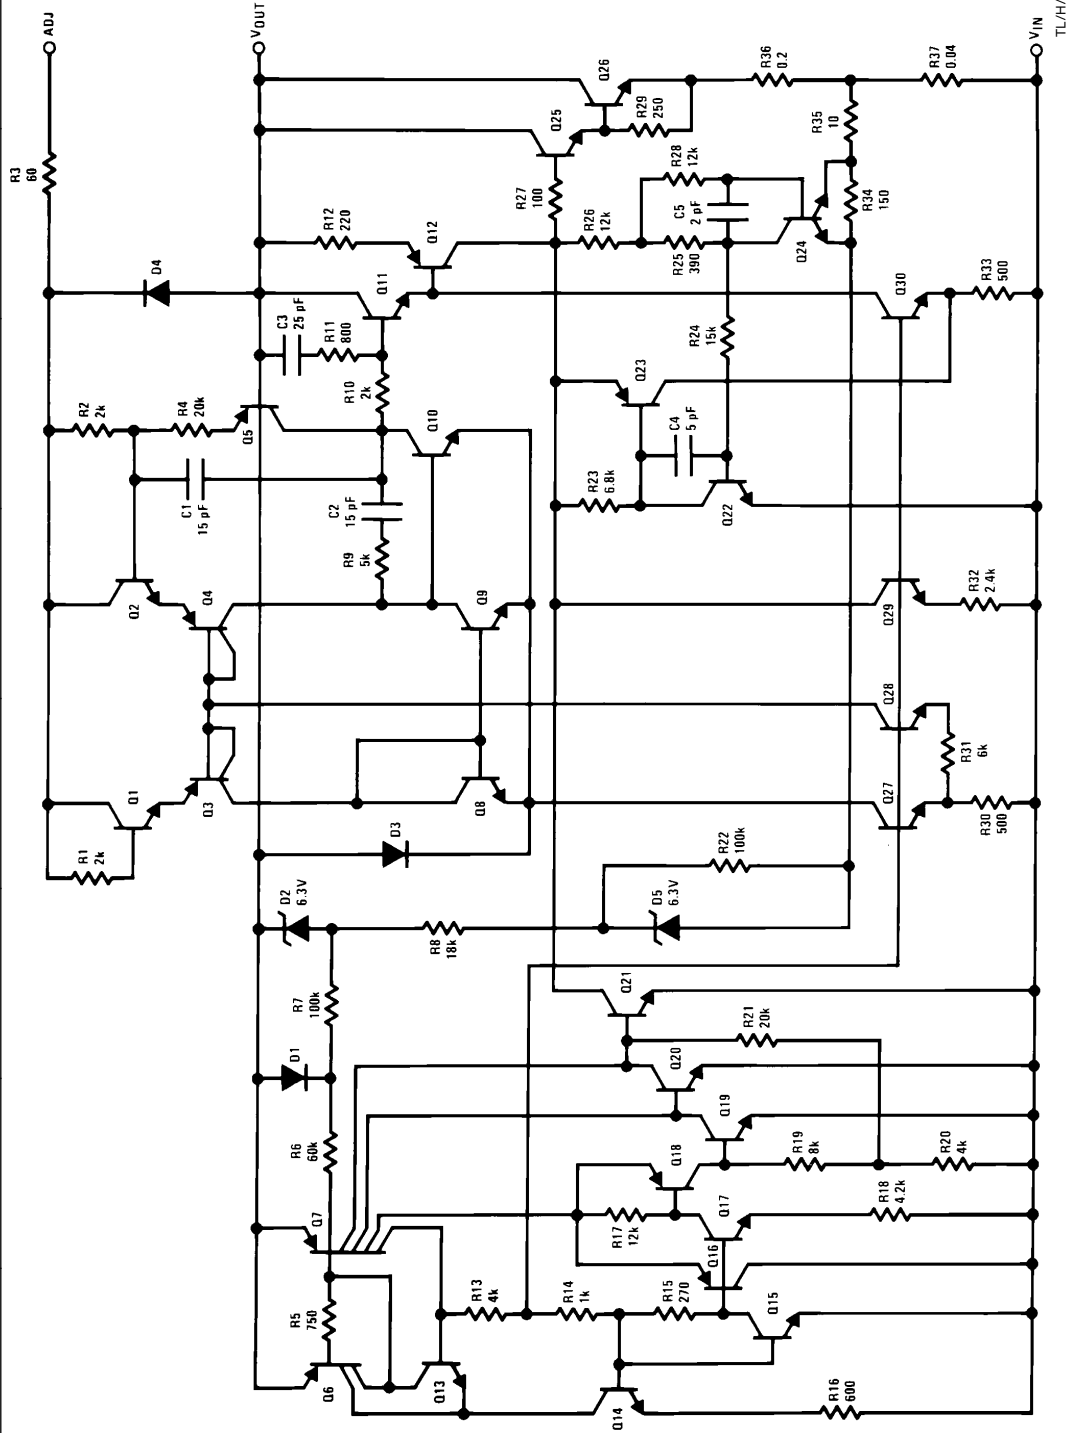 R3
60
ADJ
VOUT
VIN
TL/H/
R12
220
Q12
D4
C3
25 pF
R11
800
Q11
R10
2k
R2
2k
R4
20k
Q5
C1
15 pF
C2
15 pF
R9
5k
Q10
Q2
Q4
Q9
Q1
Q3
Q8
R1
2k
D3
D2
6.3V
R8
18k
R7
100k
D1
R6
60k
Q7
R5
750
Q6
Q13
R13
4k
R14
1k
R15
270
Q14
Q15
R16
600
Q16
Q17
R17
12k
Q18
R18
4.2k
R19
8k
R20
4k
Q19
Q20
R21
20k
Q21
D5
6.3V
R22
100k
Q27
R30
500
R31
6k
Q28
Q29
R32
2.4k
R23
6.8k
Q22
C4
5 pF
Q23
R24
15k
Q30
R33
500
R25
390
C5
2 pF
R26
12k
R28
12k
R27
100
Q24
R34
150
R35
10
Q25
Q26
R29
250
R36
0.2
R37
0.04